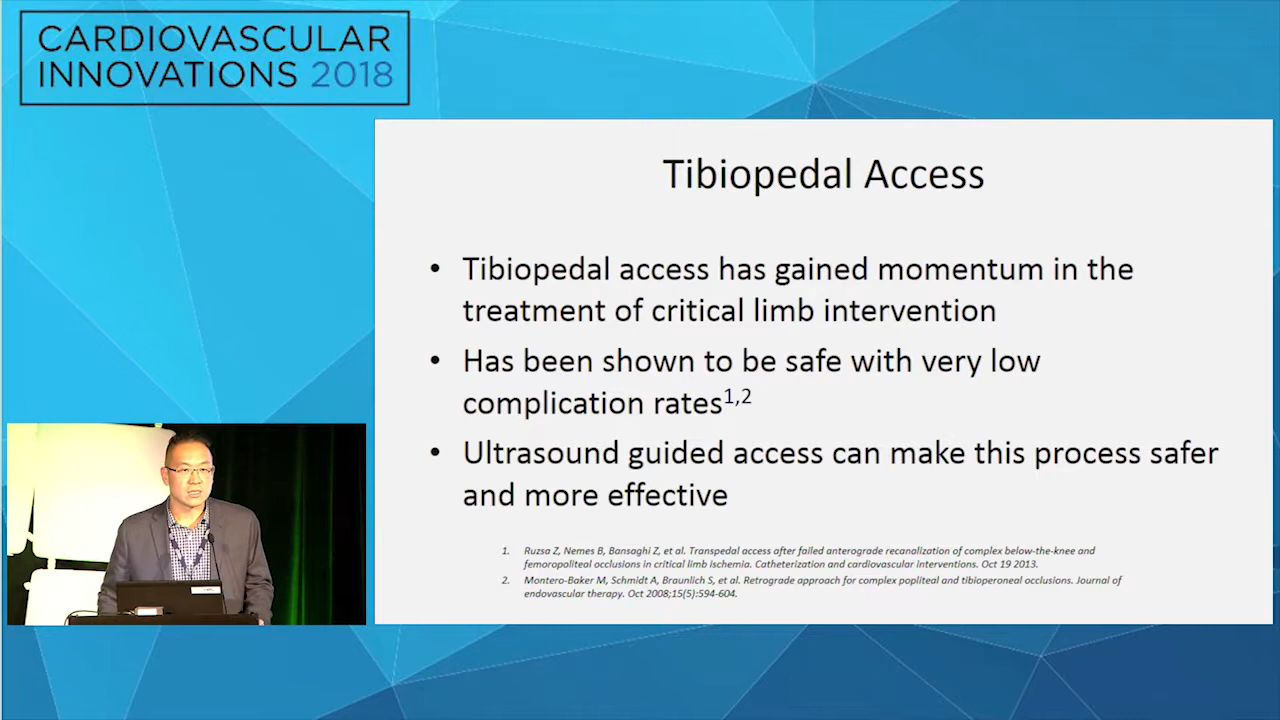 CARDIOVASCULAR
INNOVATIONS 2018
Tibiopedal Access
• Tibiopedal access has gained momentum in the
treatment of critical limb intervention
• Has been shown to be safe with very low
complication rates1,2
• Ultrasound guided access can make this process safer
and more effective
1. Ruzsa Z, Nemes B, Bansaghi Z, et al. Transpedal access after failed anterograde recanalization of complex below-the-knee and
femoropoliteal occlusions in critical limb ischemia. Catheterization and cardiovascular interventions. Oct 19 2013.
2. Montero-Baker M, Schmidt A, Braunlich S, et al. Retrograde approach for complex popliteal and tibioperoneal occlusions. Journal of
endovascular therapy. Oct 2008;15(5):594-604.